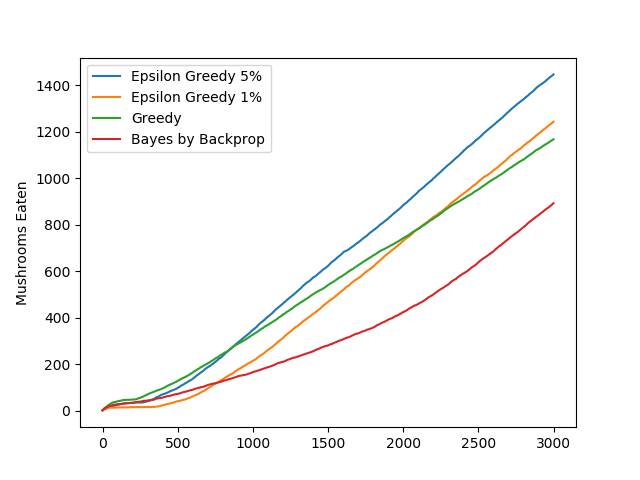 Epsilon Greedy 5%
Epsilon Greedy 1%
Greedy
Bayes by Backprop
Mushrooms Eaten
1400
1200
1000
800
600
400
200
0
0 500 1000 1500 2000 2500 3000